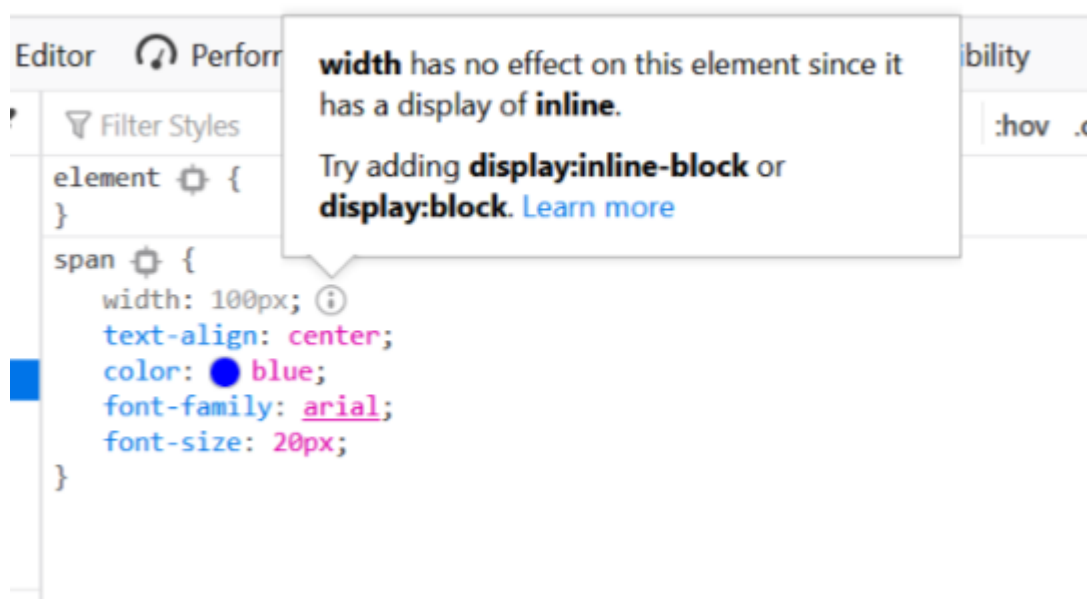 Editor Perforr ibility
width has no effect on this element since it
has a display of inline.
Try adding display:inline-block or
display:block. Learn more
Filter Styles :hov .c
element {
}
span {
width: 100px;
text-align: center;
color: blue;
font-family: arial;
font-size: 20px;
}